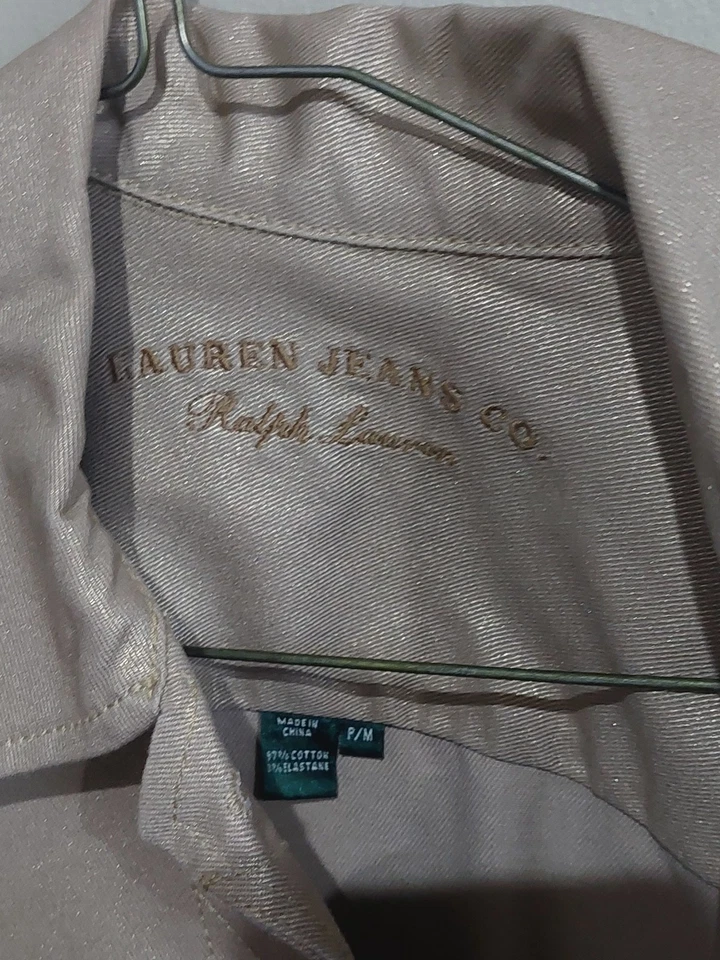 LAUREN JEANS CO.
Ralph Lauren
MADE IN
CHINA
P/M
97% COTTON
3% ELASTANE